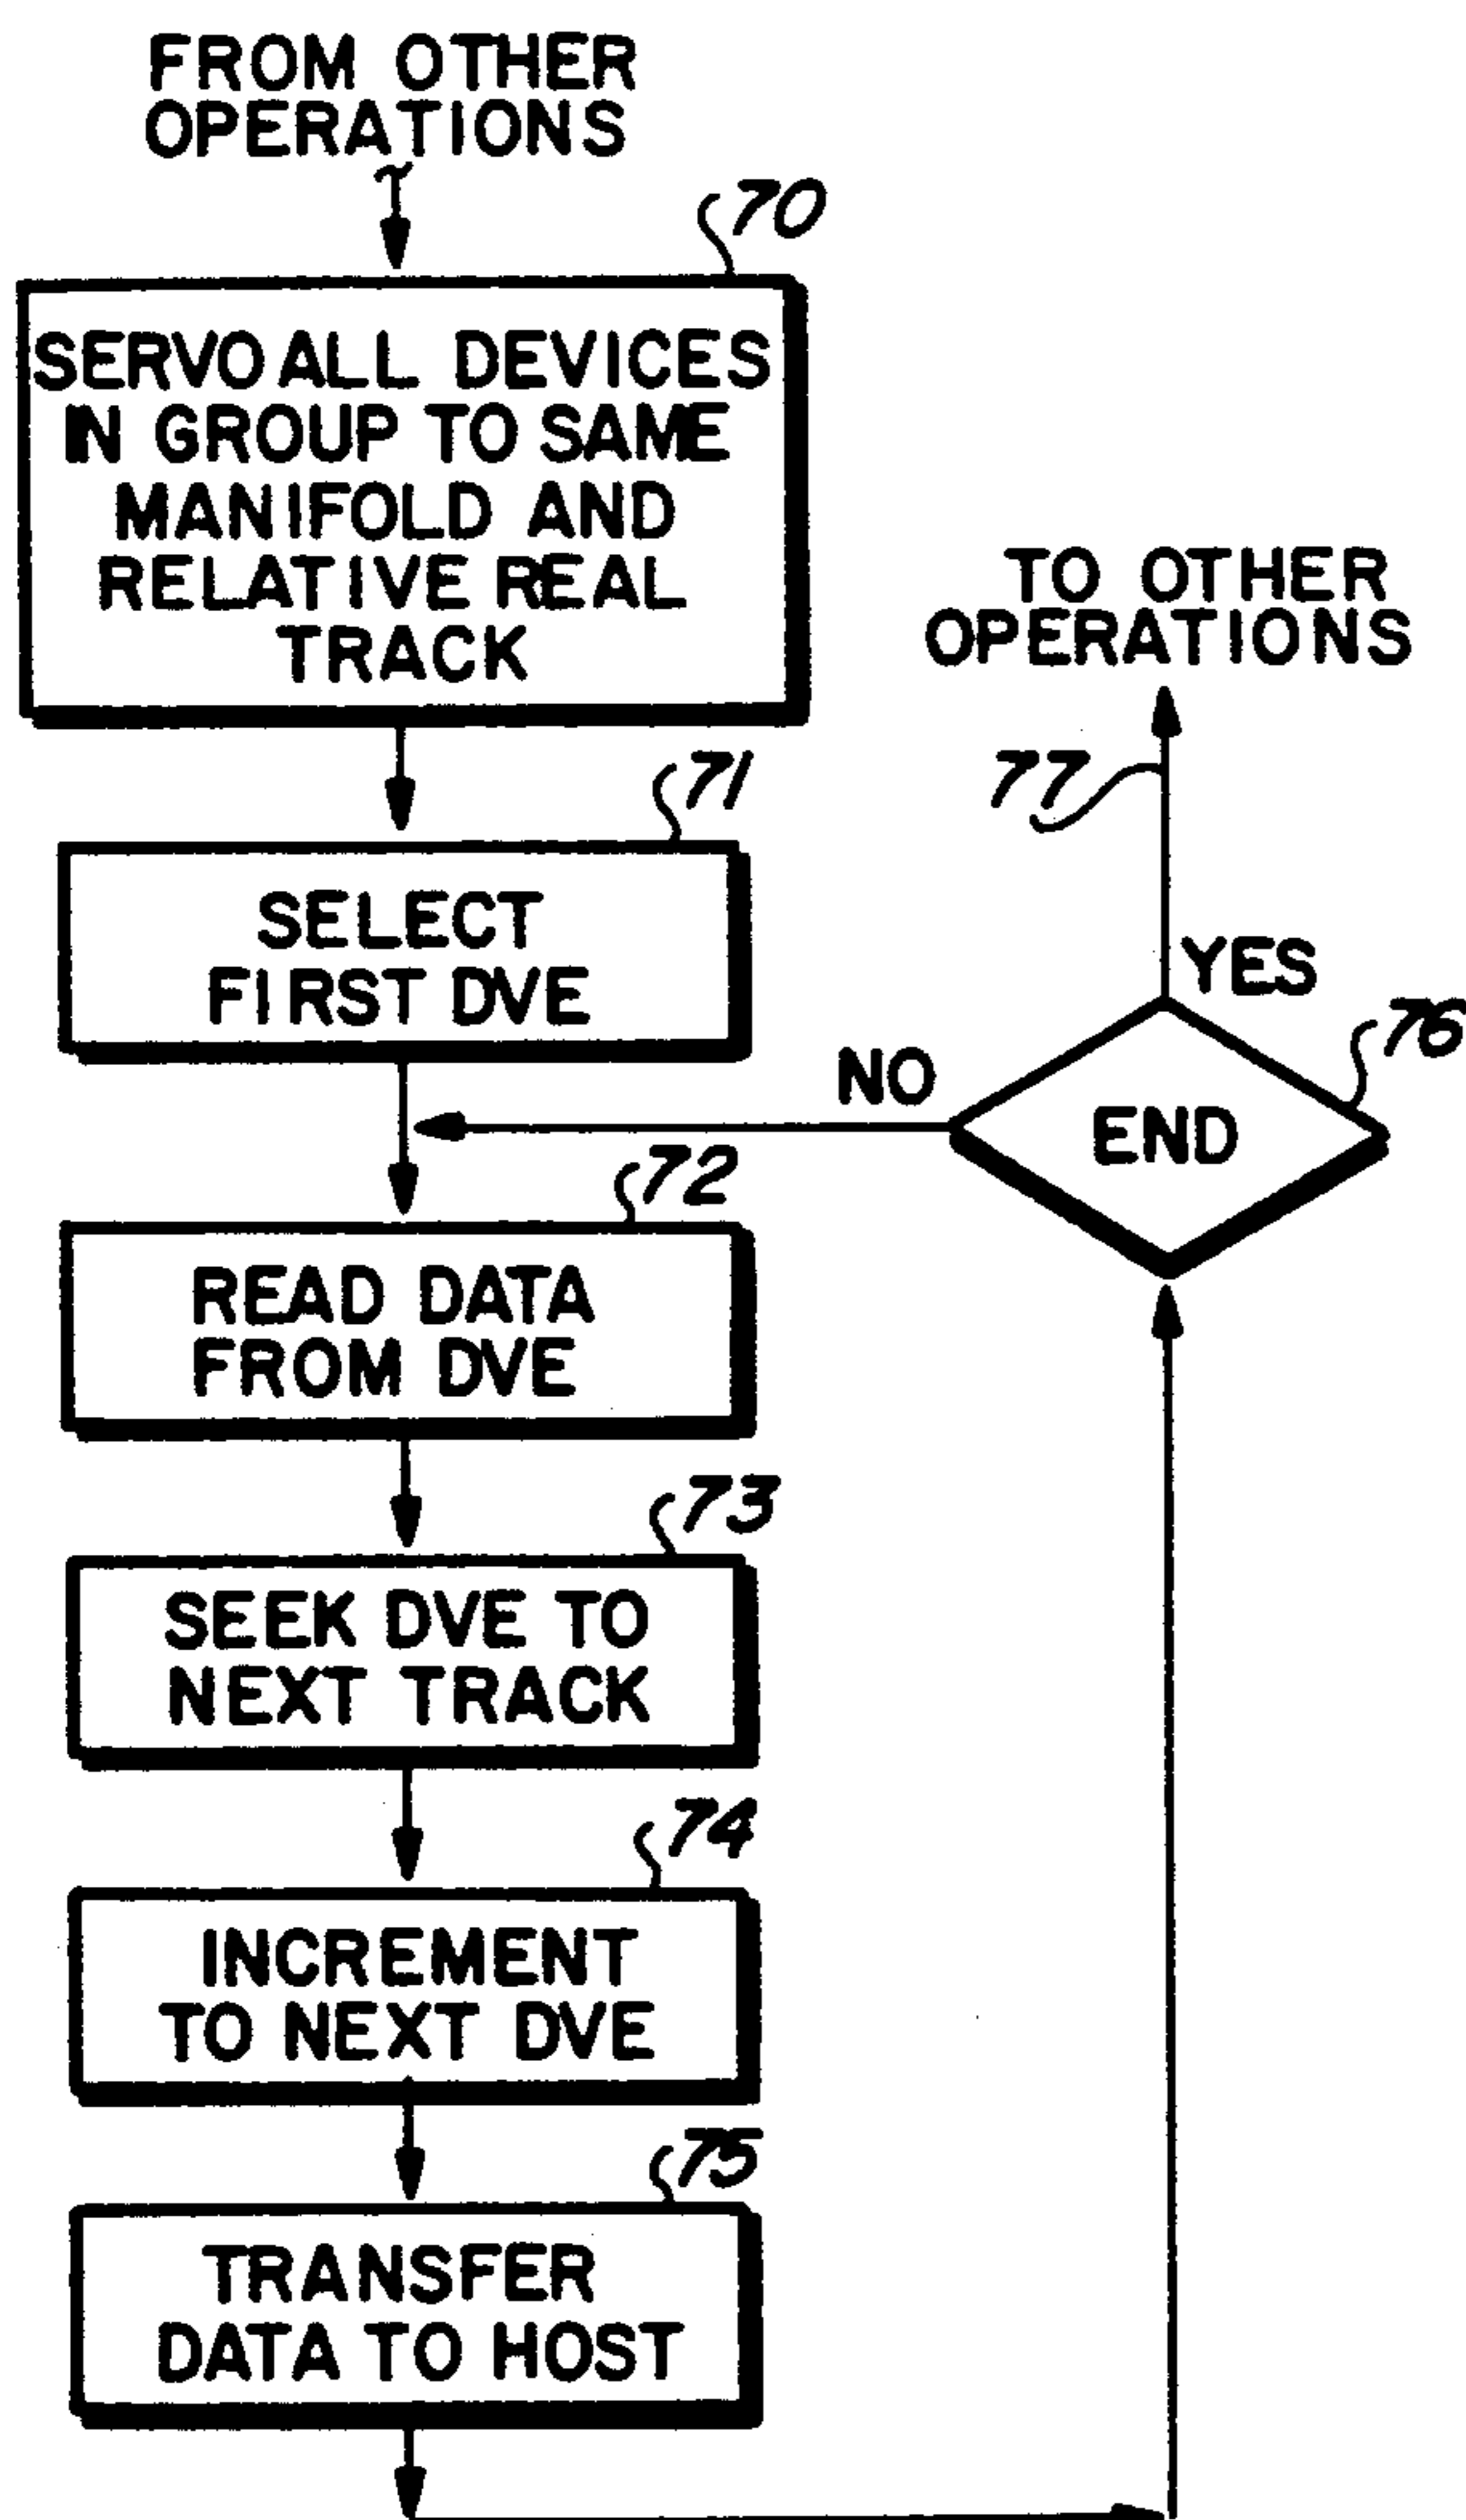 FROM OTHER
OPERATIONS
70
SERVO ALL DEVICES
IN GROUP TO SAME
MANIFOLD AND
RELATIVE REAL
TRACK
71
SELECT
FIRST DVE
72
READ DATA
FROM DVE
73
SEEK DVE TO
NEXT TRACK
74
INCREMENT
TO NEXT DVE
75
TRANSFER
DATA TO HOST
NO
END
76
YES
77
TO OTHER
OPERATIONS